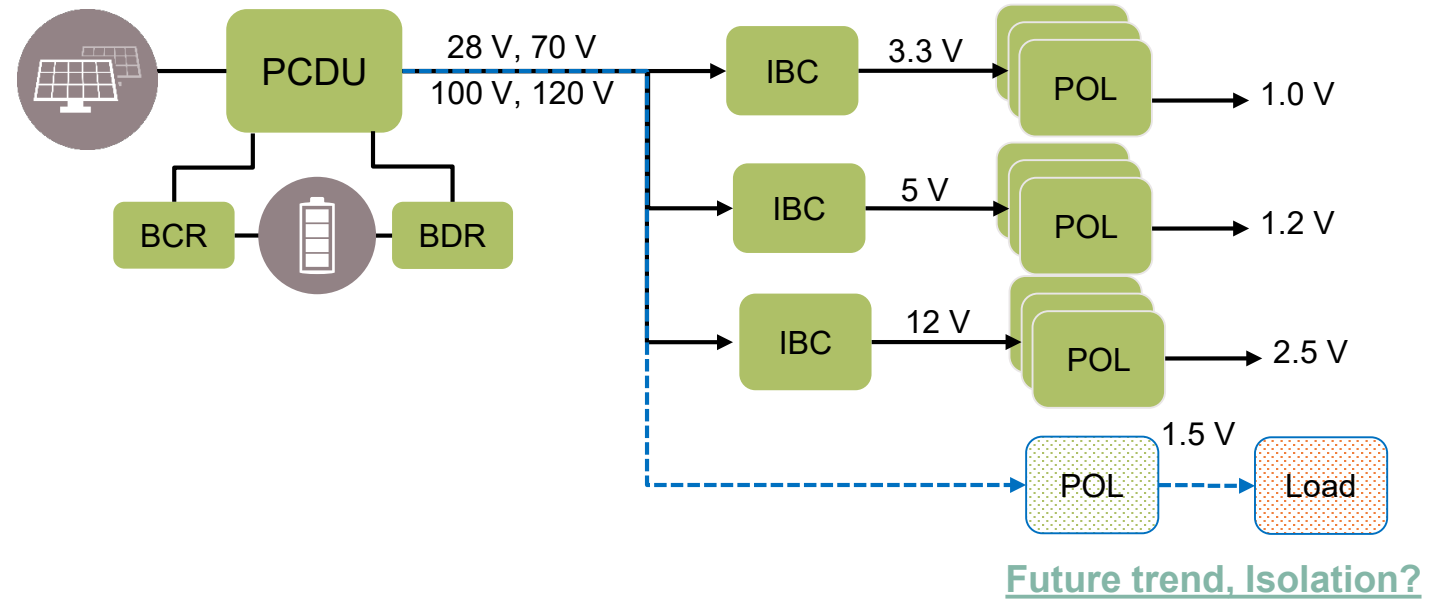 PCDU
28 V, 70 V
100 V, 120 V
BCR
BDR
IBC
3.3 V
POL
1.0 V
IBC
5 V
POL
1.2 V
IBC
12 V
POL
2.5 V
POL
1.5 V
Load
Future trend, Isolation?